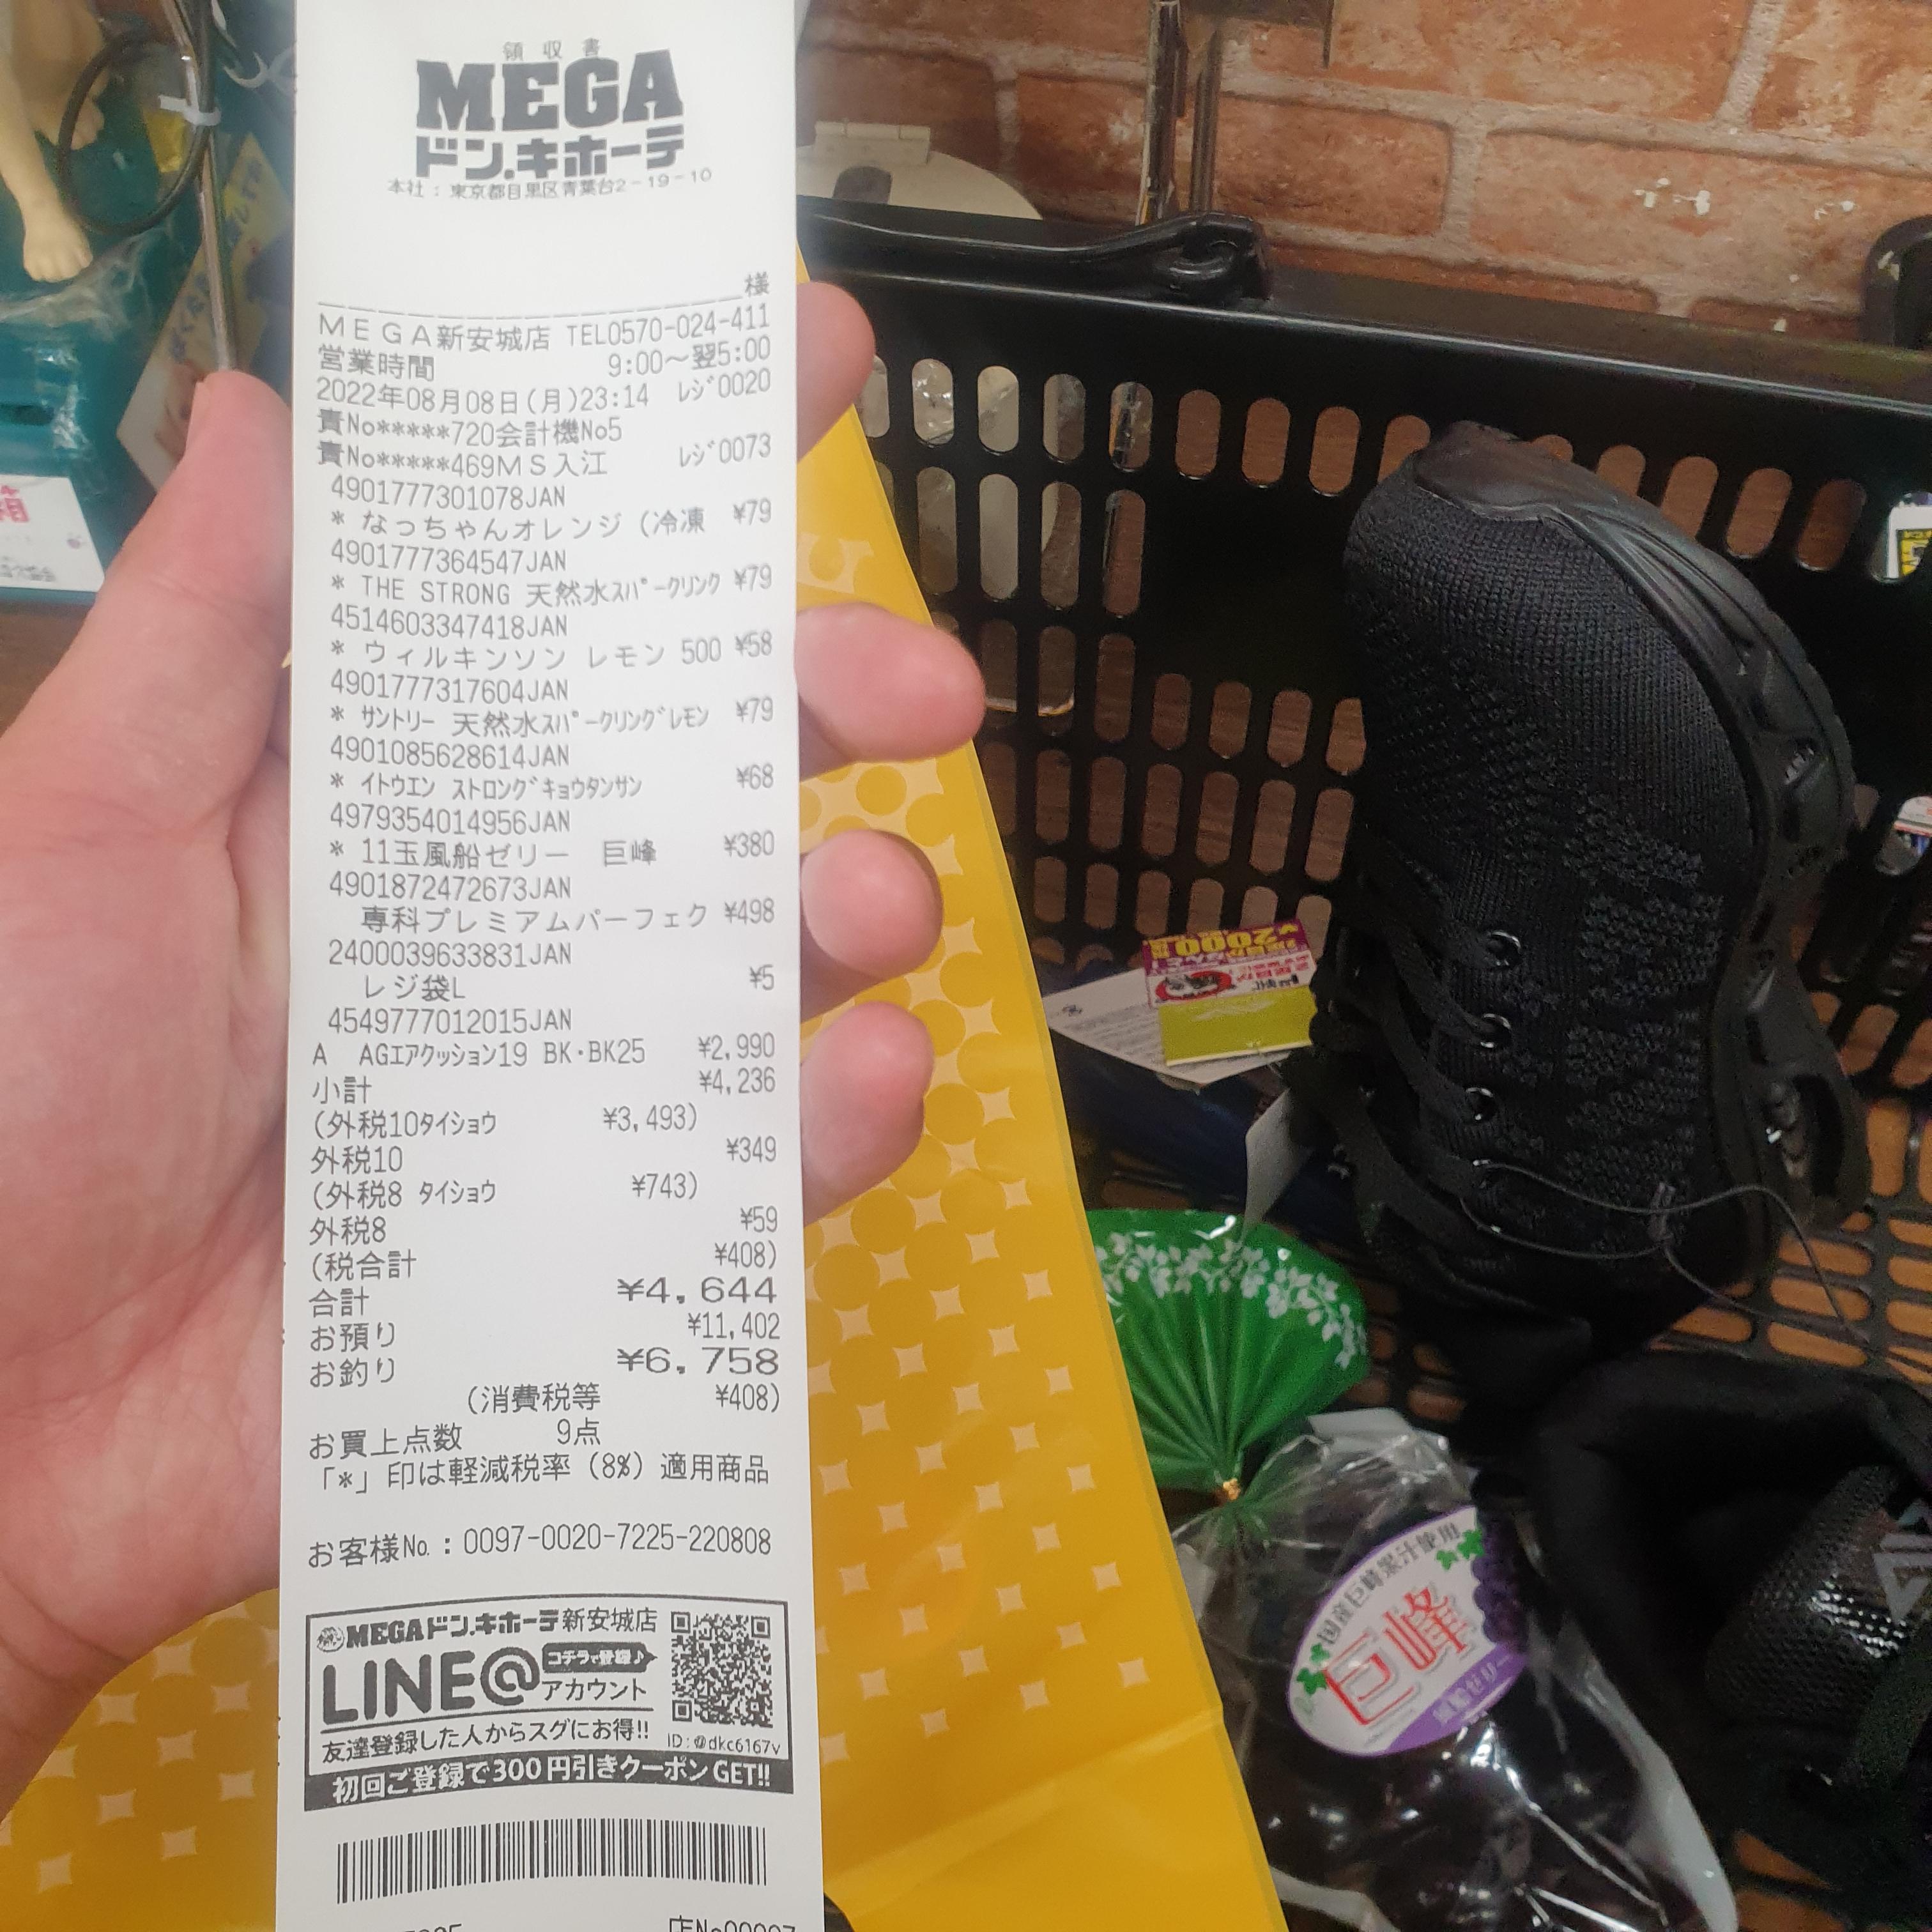 領収書
MEGA
ドン.キホーテ
本社：東京都目黒区青葉台2-19-10
様
ＭＥＧＡ新安城店 TEL0570-024-411
営業時間 9:00～翌5:00
2022年08月08日(月)23:14 ﾚｼﾞ0020
責No*****720会計機No5
責No*****469ＭＳ入江 ﾚｼﾞ0073
4901777301078JAN
* なっちゃんオレンジ（冷凍 ¥79
4901777364547JAN
* THE STRONG 天然水ｽﾊﾟｰｸﾘﾝｸ ¥79
4514603347418JAN
* ウィルキンソン レモン 500 ¥58
4901777317604JAN
* ｻﾝﾄﾘｰ 天然水ｽﾊﾟｰｸﾘﾝｸﾞﾚﾓﾝ ¥79
4901085628614JAN
* ｲﾄｳｴﾝ ｽﾄﾛﾝｸﾞｷｮｳﾀﾝｻﾝ ¥68
4979354014956JAN
* 11玉風船ゼリー 巨峰 ¥380
4901872472673JAN
専科プレミアムパーフェク ¥498
2400039633831JAN
レジ袋L ¥5
4549777012015JAN
A AGｴｱｸｯｼｮﾝ19 BK･BK25 ¥2,990
小計 ¥4,236
(外税10ﾀｲｼｮｳ ¥3,493)
外税10 ¥349
(外税8 ﾀｲｼｮｳ ¥743)
外税8 ¥59
(税合計 ¥408)
合計 ¥4,644
お預り ¥11,402
お釣り ¥6,758
(消費税等 ¥408)
お買上点数 9点
「*」印は軽減税率（8%）適用商品
お客様№：0097-0020-7225-220808
MEGAドン.キホーテ新安城店
LINE@ コチラで登録♪
アカウント
友達登録した人からスグにお得!! ID:@dkc6167v
初回ご登録で300円引きクーポンGET!!
国産巨峰果汁使用
巨峰
風船ゼリー
¥2000
箱